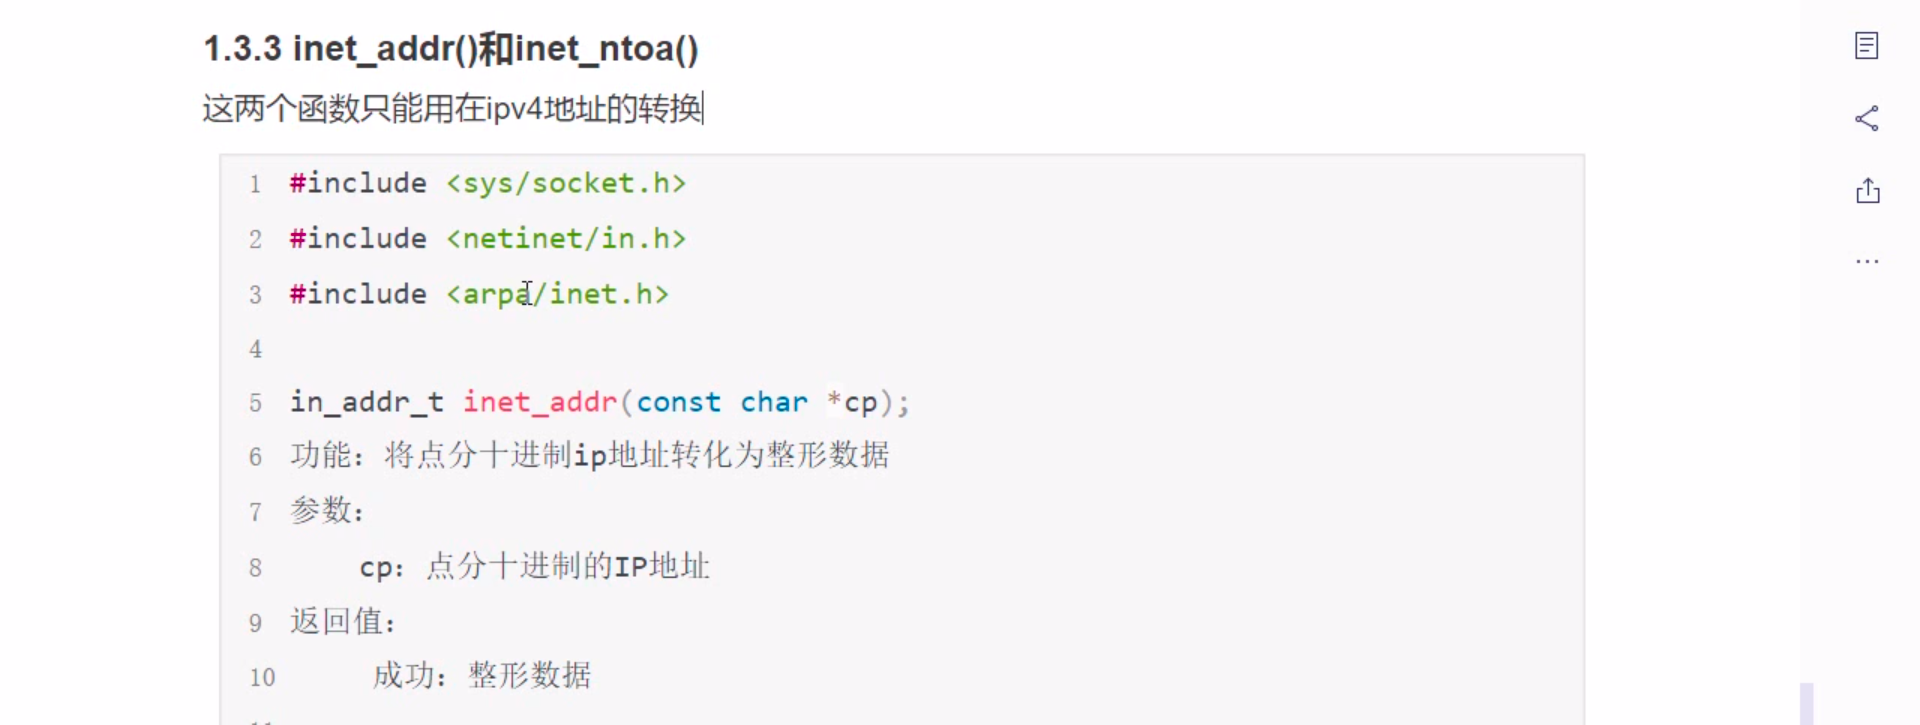 1.3.3 inet_addr()和inet_ntoa()
这两个函数只能用在ipv4地址的转换
1 #include <sys/socket.h>
2 #include <netinet/in.h>
3 #include <arpa/inet.h>
4
5 in_addr_t inet_addr(const char *cp);
6 功能：将点分十进制ip地址转化为整形数据
7 参数：
8 cp：点分十进制的IP地址
9 返回值：
10 成功：整形数据